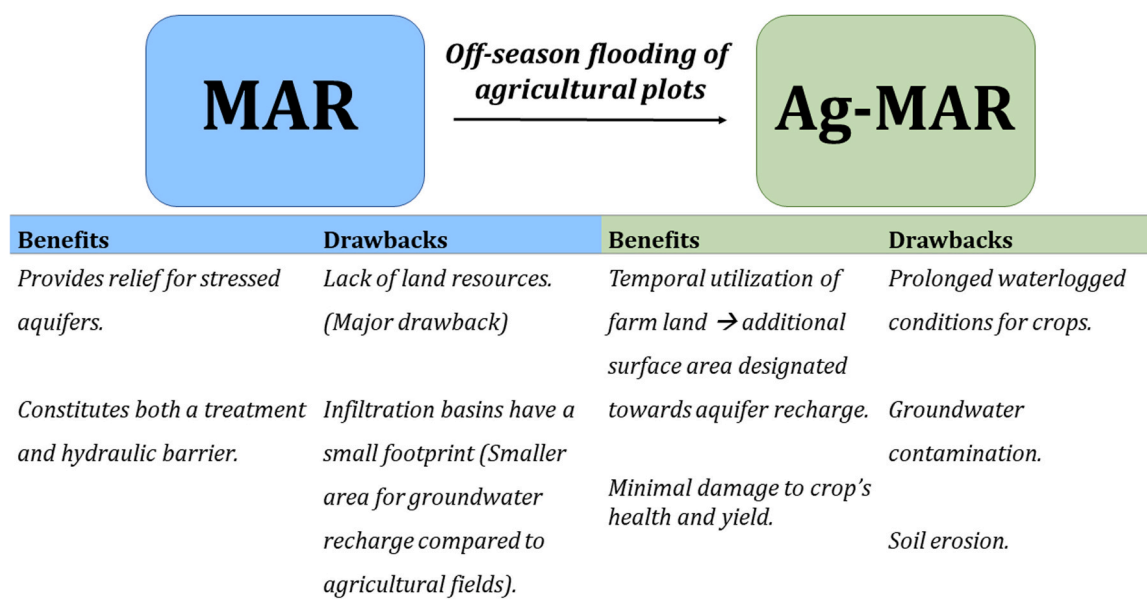 MAR
Off-season flooding of
agricultural plots
Ag-MAR
Benefits
Drawbacks
Benefits
Drawbacks
Provides relief for stressed
aquifers.
Constitutes both a treatment
and hydraulic barrier.
Lack of land resources.
(Major drawback)
Infiltration basins have a
small footprint (Smaller
area for groundwater
recharge compared to
agricultural fields).
Temporal utilization of
farm land → additional
surface area designated
towards aquifer recharge.
Minimal damage to crop’s
health and yield.
Prolonged waterlogged
conditions for crops.
Groundwater
contamination.
Soil erosion.